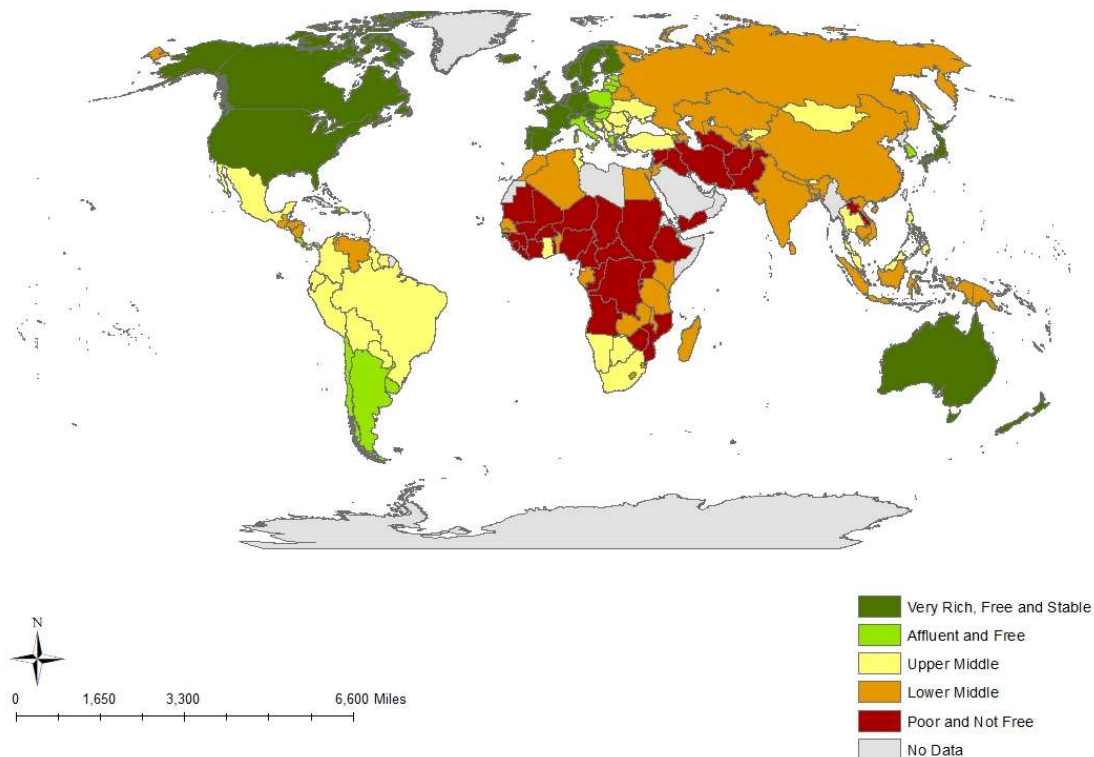 N
0 1,650 3,300 6,600 Miles
Very Rich, Free and Stable
Affluent and Free
Upper Middle
Lower Middle
Poor and Not Free
No Data